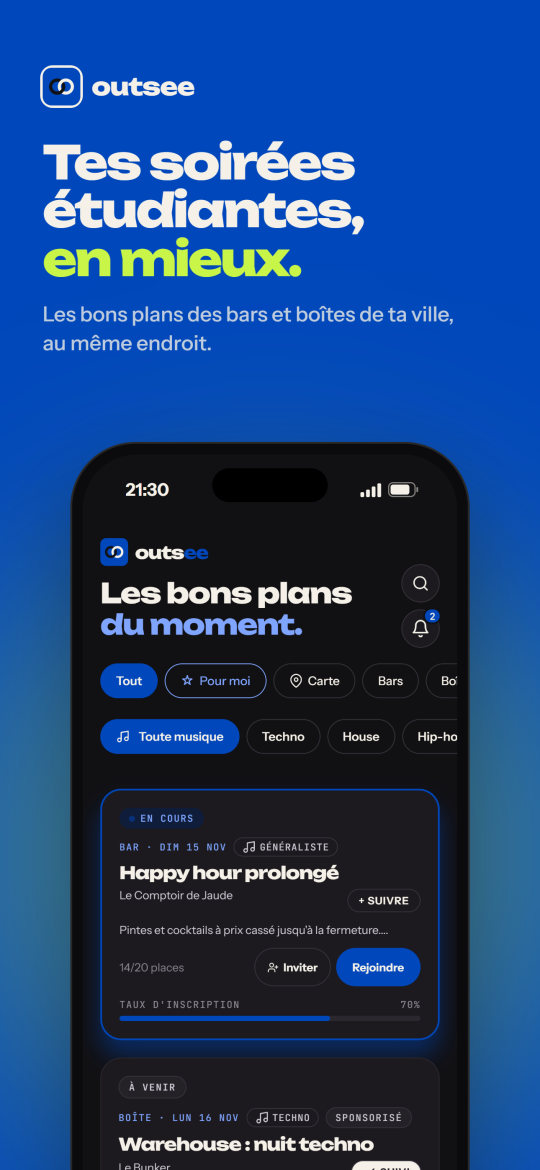 outsee
Tes soirées
étudiantes,
en mieux.
Les bons plans des bars et boîtes de ta ville,
au même endroit.
21:30
outsee
Les bons plans
du moment.
2
Tout
Pour moi
Carte
Bars
Toute musique
Techno
House
Hip-ho
EN COURS
BAR · DIM 15 NOV
GÉNÉRALISTE
Happy hour prolongé
Le Comptoir de Jaude
+ SUIVRE
Pintes et cocktails à prix cassé jusqu'à la fermeture....
14/20 places
Inviter
Rejoindre
TAUX D'INSCRIPTION
70%
À VENIR
BOÎTE · LUN 16 NOV
TECHNO
SPONSORISÉ
Warehouse : nuit techno
Le Bunker